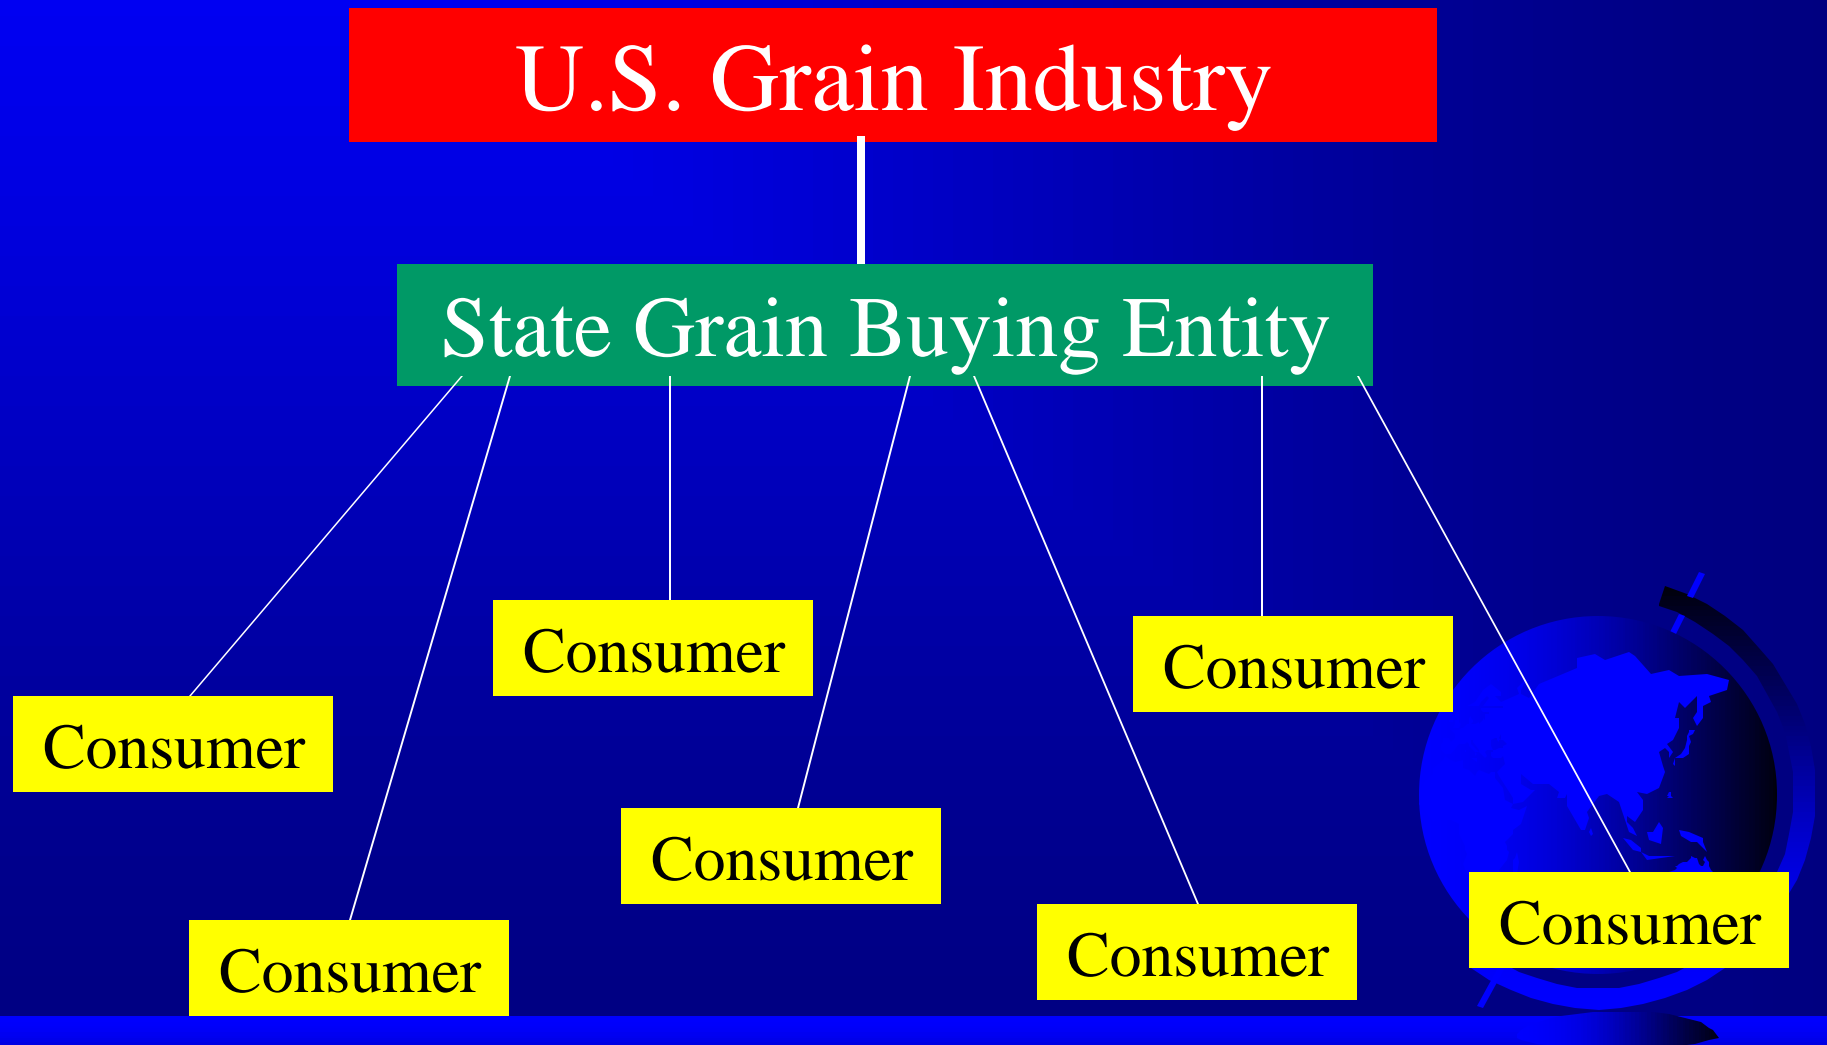 U.S. Grain Industry
State Grain Buying Entity
Consumer
Consumer
Consumer
Consumer
Consumer
Consumer
Consumer